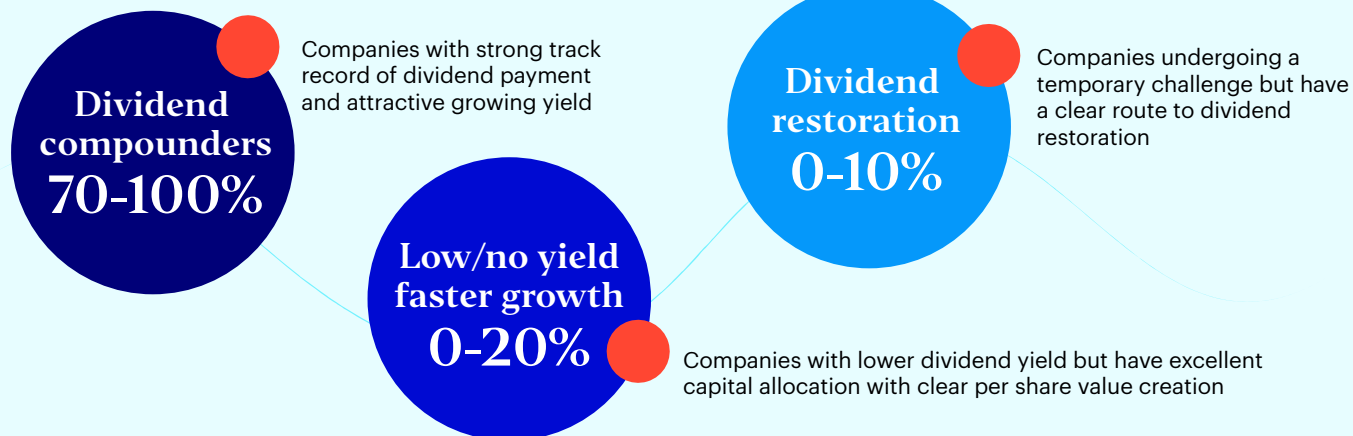 Dividend
compounders
70-100%
Companies with strong track
record of dividend payment
and attractive growing yield
Low/no yield
faster growth
0-20%
Companies with lower dividend yield but have excellent
capital allocation with clear per share value creation
Dividend
restoration
0-10%
Companies undergoing a
temporary challenge but have
a clear route to dividend
restoration